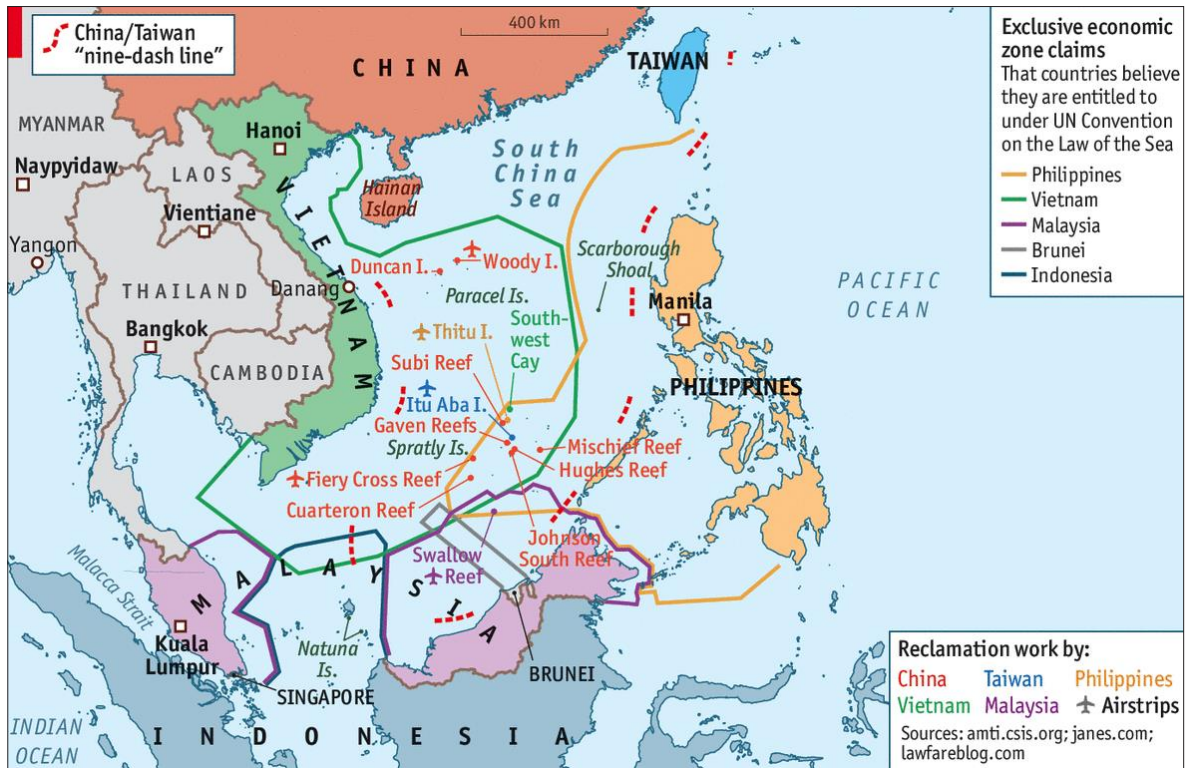 China/Taiwan
“nine-dash line”
400 km
CHINA
TAIWAN
Exclusive economic
zone claims
That countries believe
they are entitled to
under UN Convention
on the Law of the Sea
Philippines
Vietnam
Malaysia
Brunei
Indonesia
MYANMAR
Naypyidaw
Yangon
LAOS
Hanoi
Vientiane
VIETNAM
Hainan
Island
South
China
Sea
THAILAND
Bangkok
Danang
CAMBODIA
Duncan I.
Woody I.
Paracel Is.
Scarborough
Shoal
Manila
PACIFIC
OCEAN
PHILIPPINES
Thitu I.
South-
west
Cay
Subi Reef
Itu Aba I.
Gaven Reefs
Spratly Is.
Mischief Reef
Hughes Reef
Fiery Cross Reef
Cuarteron Reef
Johnson
South Reef
Swallow
Reef
MALAYSIA
Malacca Strait
Kuala
Lumpur
Natuna
Is.
SINGAPORE
BRUNEI
INDIAN
OCEAN
INDONESIA
Reclamation work by:
China Taiwan Philippines
Vietnam Malaysia Airstrips
Sources: amti.csis.org; janes.com;
lawfareblog.com